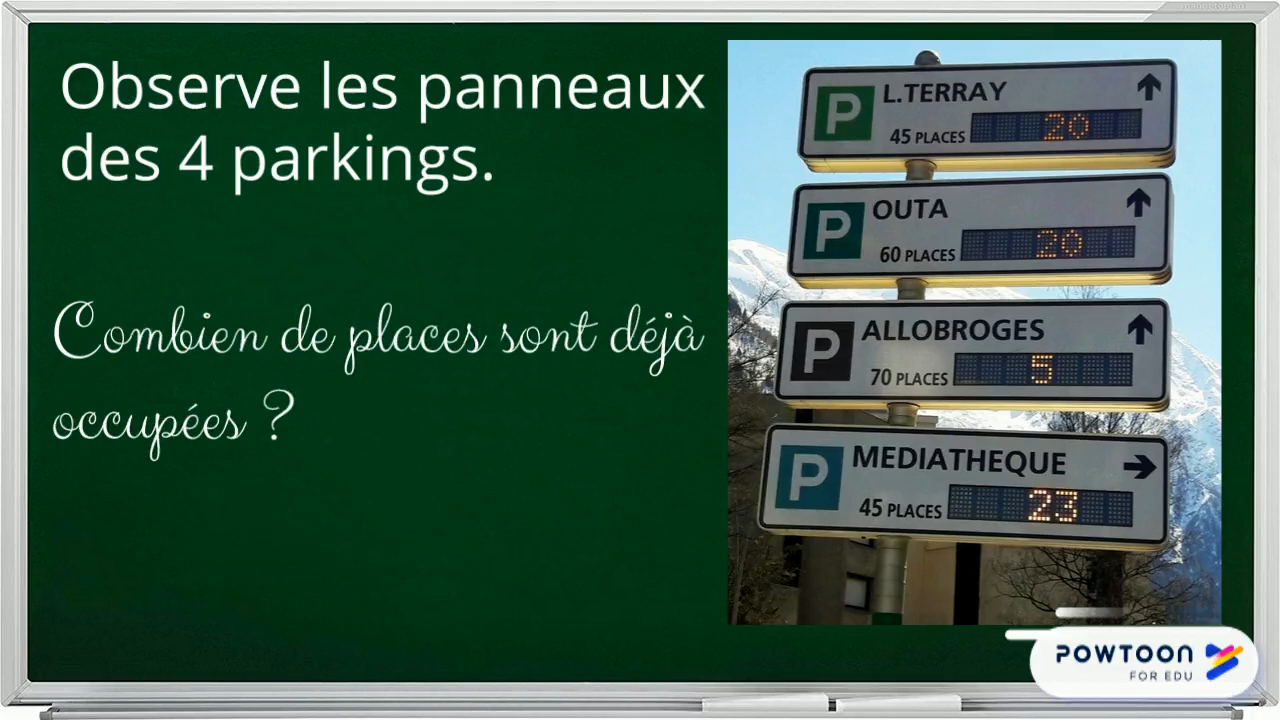 Observe les panneaux
des 4 parkings.
Combien de places sont déjà
occupées ?
P L.TERRAY
45 PLACES 20
P OUTA
60 PLACES 20
P ALLOBROGES
70 PLACES 5
P MEDIATHEQUE
45 PLACES 23
POWTOON
FOR EDU